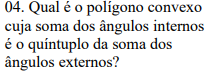 04. Qual é o polígono convexo
cuja soma dos ângulos internos
é o quíntuplo da soma dos
ângulos externos?